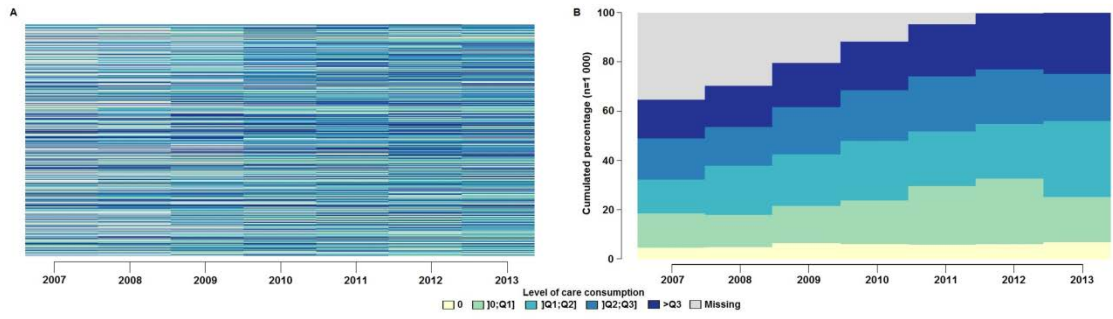 A
2007 2008 2009 2010 2011 2012 2013
B
Cumulated percentage (n=1 000)
100
80
60
40
20
0
2007 2008 2009 2010 2011 2012 2013
Level of care consumption
0 ]0;Q1] ]Q1;Q2] ]Q2;Q3] >Q3 Missing